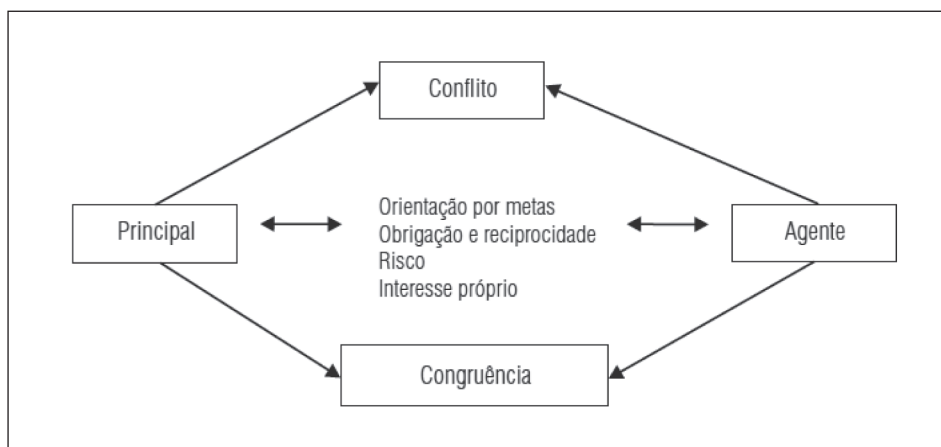 Conflito
Principal
Orientação por metas
Obrigação e reciprocidade
Risco
Interesse próprio
Agente
Congruência